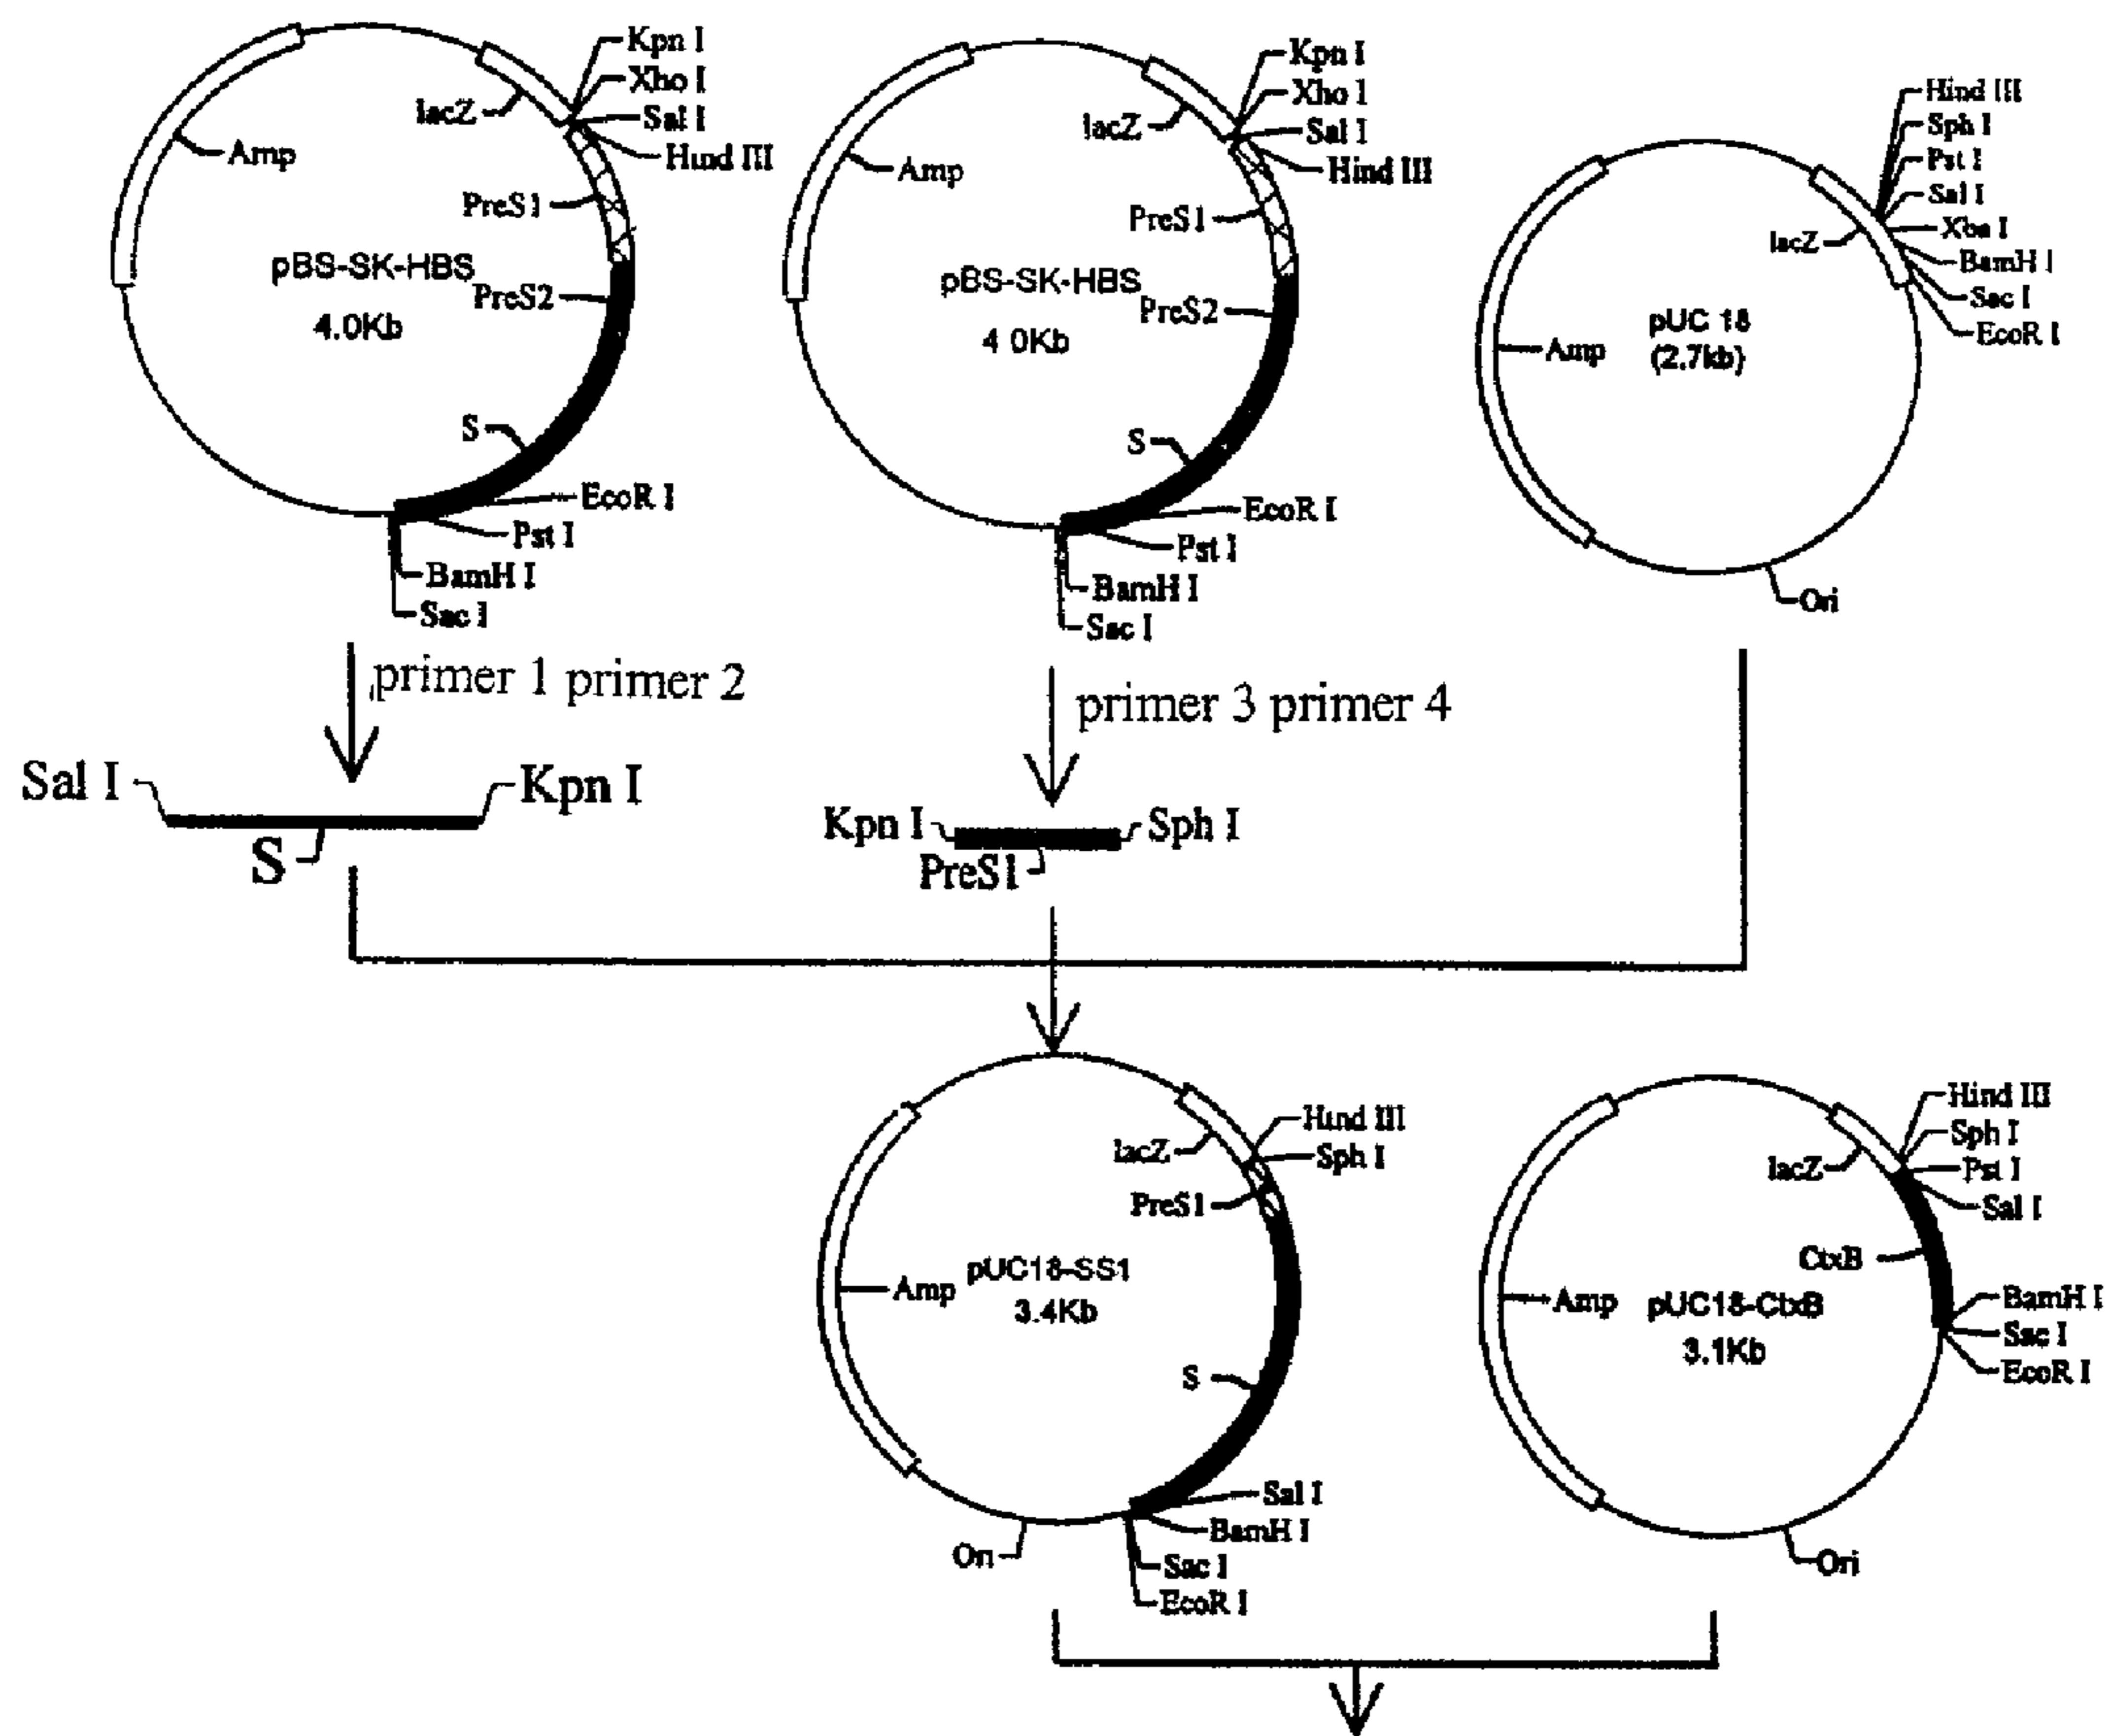 Kpn I
Xho I
Sal I
Hind III
lacZ
Amp
PreS1
pBS-SK-HBS
4.0Kb
PreS2
S
EcoR I
Pst I
BamH I
Sac I
Kpn I
Xho I
Sal I
Hind III
lacZ
Amp
PreS1
pBS-SK-HBS
4.0Kb
PreS2
S
EcoR I
Pst I
BamH I
Sac I
Hind III
Sph I
Pst I
Sal I
Xba I
BamH I
Sac I
EcoR I
lacZ
Amp
pUC 18
(2.7kb)
Ori
primer 1 primer 2
primer 3 primer 4
Sal I
Kpn I
S
Kpn I
Sph I
PreS1
Hind III
Sph I
lacZ
PreS1
Amp
pUC18-SS1
3.4Kb
S
Sal I
BamH I
Sac I
EcoR I
Ori
Hind III
Sph I
Pst I
Sal I
lacZ
CtxB
Amp
pUC18-CtxB
3.1Kb
BamH I
Sac I
EcoR I
Ori